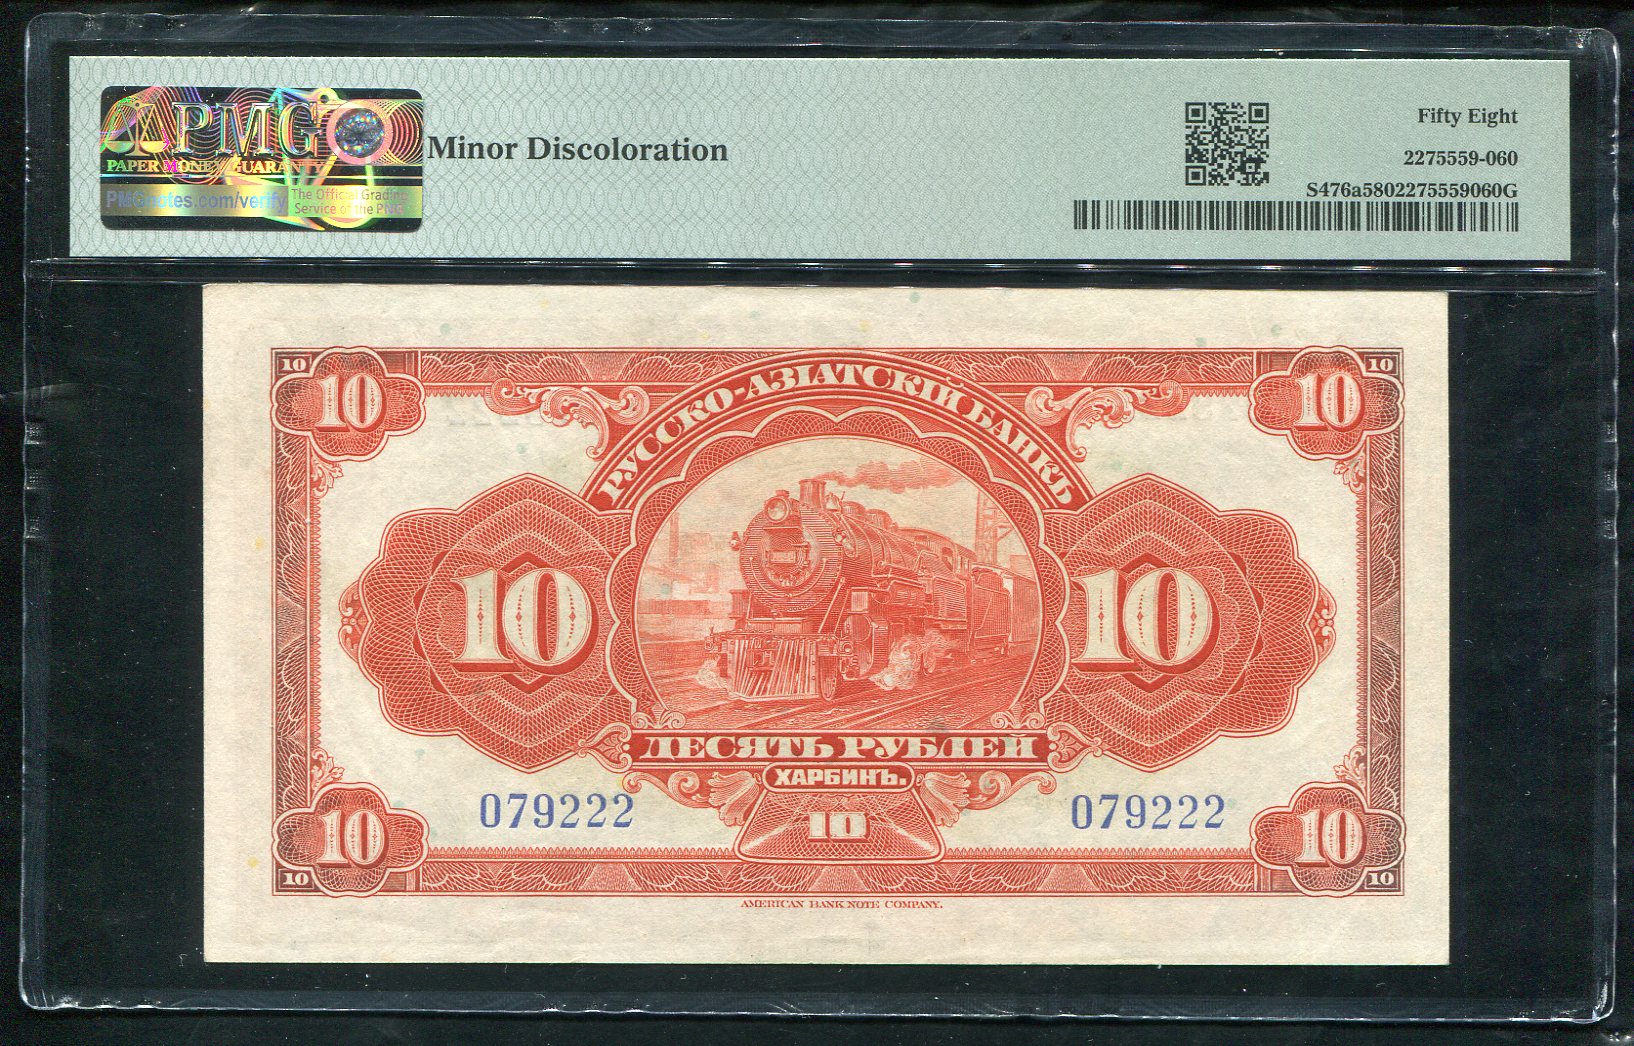 PMG
PAPER MONEY GUARANTY
PMGnotes.com/verify
The Official Grading
Service of the PNG
Minor Discoloration
Fifty Eight
2275559-060
S476a5802275559060G
10 10
10 10
РУССКО-АЗІАТСКІЙ БАНКЪ
10 10
ДЕСЯТЬ РУБЛЕЙ
ХАРБИНЪ.
079222 079222
10
10 10
10 10
AMERICAN BANK NOTE COMPANY.